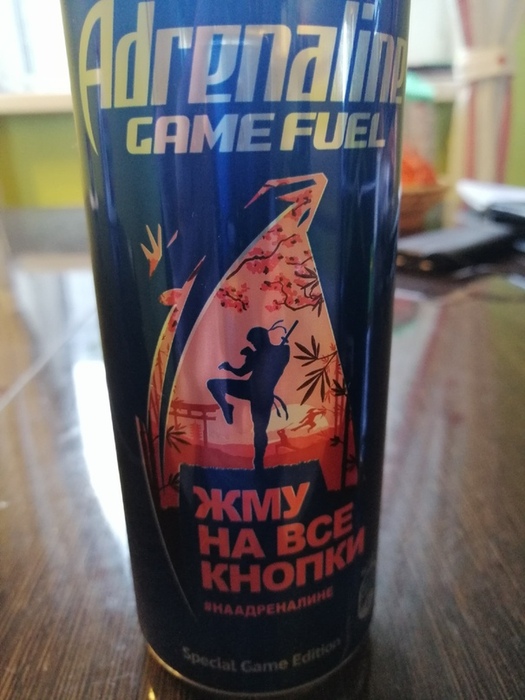 Adrenaline
GAME FUEL
ЖМУ
НА ВСЕ
КНОПКИ
#НААДРЕНАЛИНЕ
Special Game Edition